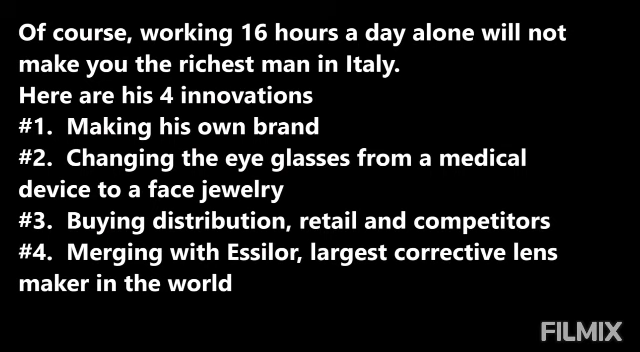 Of course, working 16 hours a day alone will not
make you the richest man in Italy.
Here are his 4 innovations
#1.  Making his own brand
#2.  Changing the eye glasses from a medical
device to a face jewelry
#3.  Buying distribution, retail and competitors
#4.  Merging with Essilor, largest corrective lens
maker in the world
FILMIX